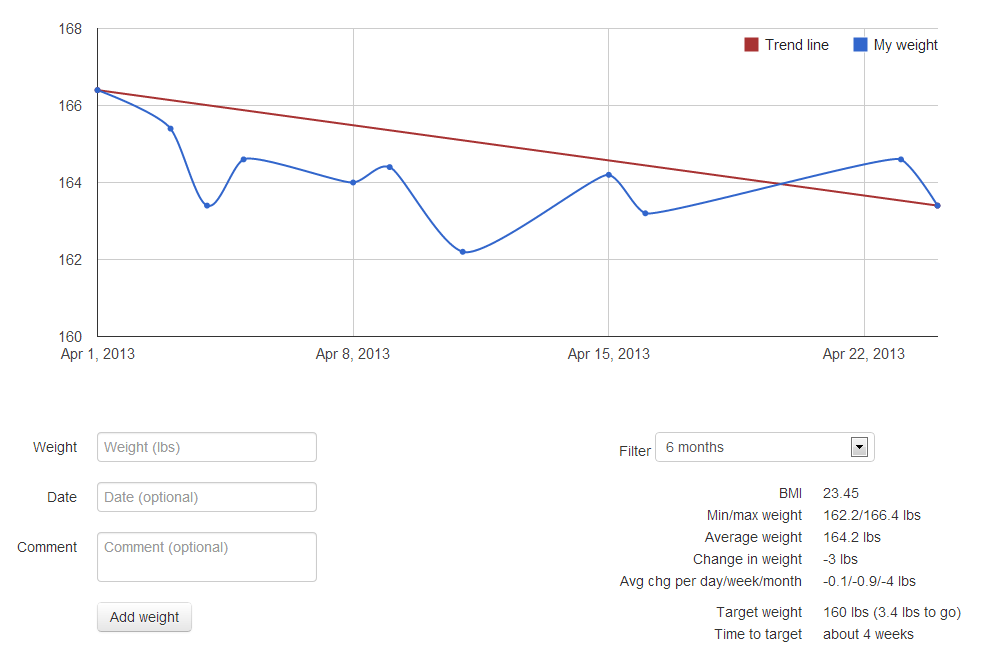 168
Trend line My weight
166
164
162
160
Apr 1, 2013 Apr 8, 2013 Apr 15, 2013 Apr 22, 2013
Weight Weight (lbs)
Date Date (optional)
Comment Comment (optional)
Add weight
Filter 6 months
BMI 23.45
Min/max weight 162.2/166.4 lbs
Average weight 164.2 lbs
Change in weight -3 lbs
Avg chg per day/week/month -0.1/-0.9/-4 lbs
Target weight 160 lbs (3.4 lbs to go)
Time to target about 4 weeks